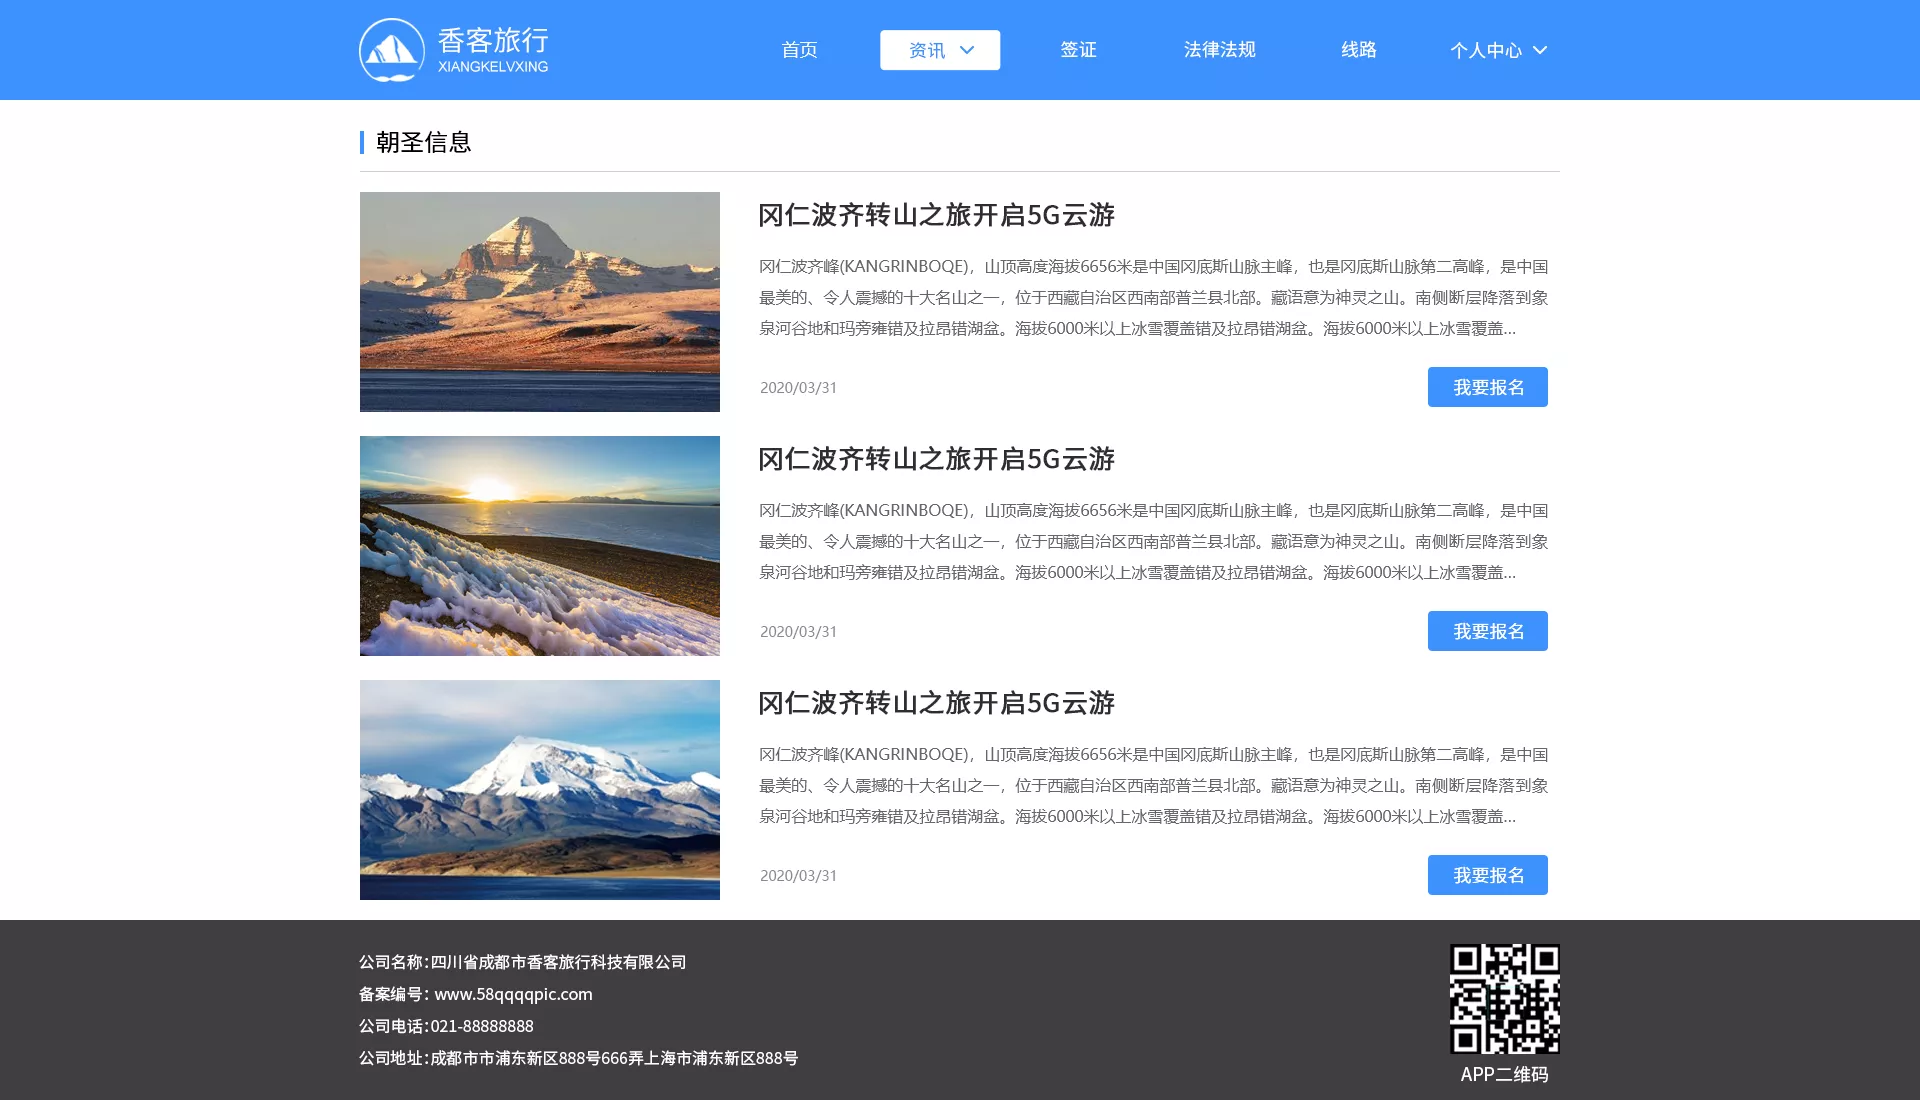 香客旅行
XIANGKELVXING
首页
资讯
签证
法律法规
线路
个人中心
朝圣信息
冈仁波齐转山之旅开启5G云游
冈仁波齐峰(KANGRINBOQE)，山顶高度海拔6656米是中国冈底斯山脉主峰，也是冈底斯山脉第二高峰，是中国
最美的、令人震撼的十大名山之一，位于西藏自治区西南部普兰县北部。藏语意为神灵之山。南侧断层降落到象
泉河谷地和玛旁雍错及拉昂错湖盆。海拔6000米以上冰雪覆盖错及拉昂错湖盆。海拔6000米以上冰雪覆盖...
2020/03/31
我要报名
冈仁波齐转山之旅开启5G云游
冈仁波齐峰(KANGRINBOQE)，山顶高度海拔6656米是中国冈底斯山脉主峰，也是冈底斯山脉第二高峰，是中国
最美的、令人震撼的十大名山之一，位于西藏自治区西南部普兰县北部。藏语意为神灵之山。南侧断层降落到象
泉河谷地和玛旁雍错及拉昂错湖盆。海拔6000米以上冰雪覆盖错及拉昂错湖盆。海拔6000米以上冰雪覆盖...
2020/03/31
我要报名
冈仁波齐转山之旅开启5G云游
冈仁波齐峰(KANGRINBOQE)，山顶高度海拔6656米是中国冈底斯山脉主峰，也是冈底斯山脉第二高峰，是中国
最美的、令人震撼的十大名山之一，位于西藏自治区西南部普兰县北部。藏语意为神灵之山。南侧断层降落到象
泉河谷地和玛旁雍错及拉昂错湖盆。海拔6000米以上冰雪覆盖错及拉昂错湖盆。海拔6000米以上冰雪覆盖...
2020/03/31
我要报名
公司名称:四川省成都市香客旅行科技有限公司
备案编号: www.58qqqqpic.com
公司电话:021-88888888
公司地址:成都市市浦东新区888号666弄上海市浦东新区888号
APP二维码